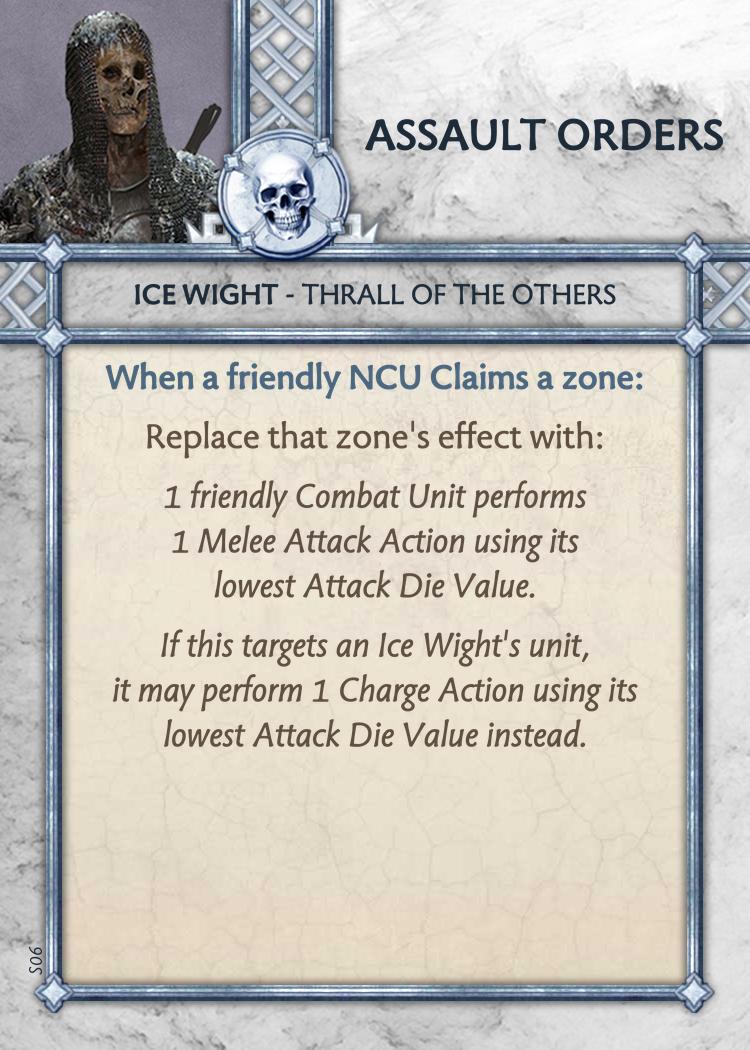 ASSAULT ORDERS
ICE WIGHT - THRALL OF THE OTHERS
When a friendly NCU Claims a zone:
Replace that zone's effect with:
1 friendly Combat Unit performs
1 Melee Attack Action using its
lowest Attack Die Value.
If this targets an Ice Wight's unit,
it may perform 1 Charge Action using its
lowest Attack Die Value instead.
S06